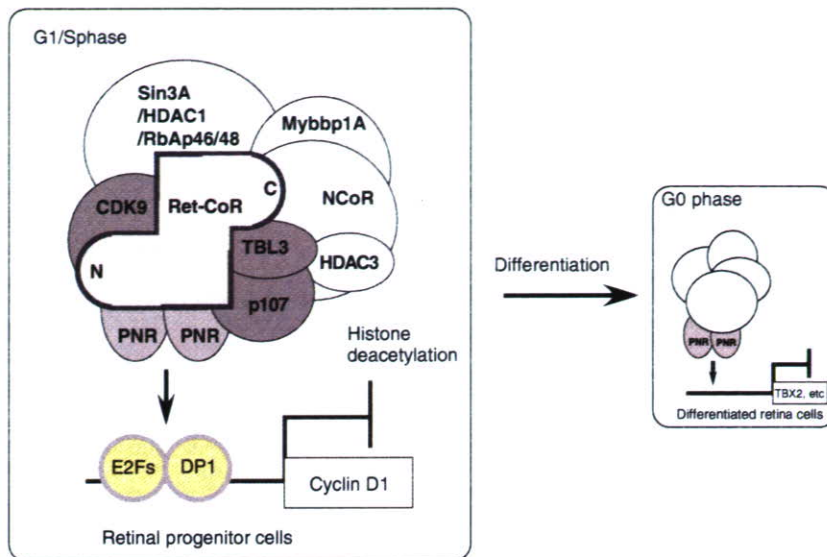 G1/Sphase
Sin3A
/HDAC1
/RbAp46/48
Mybbp1A
CDK9
Ret-CoR
C
NCoR
TBL3
HDAC3
N
p107
PNR
PNR
Histone
deacetylation
E2Fs
DP1
Cyclin D1
Retinal progenitor cells
Differentiation
G0 phase
PNR
PNR
TBX2, etc
Differentiated retina cells